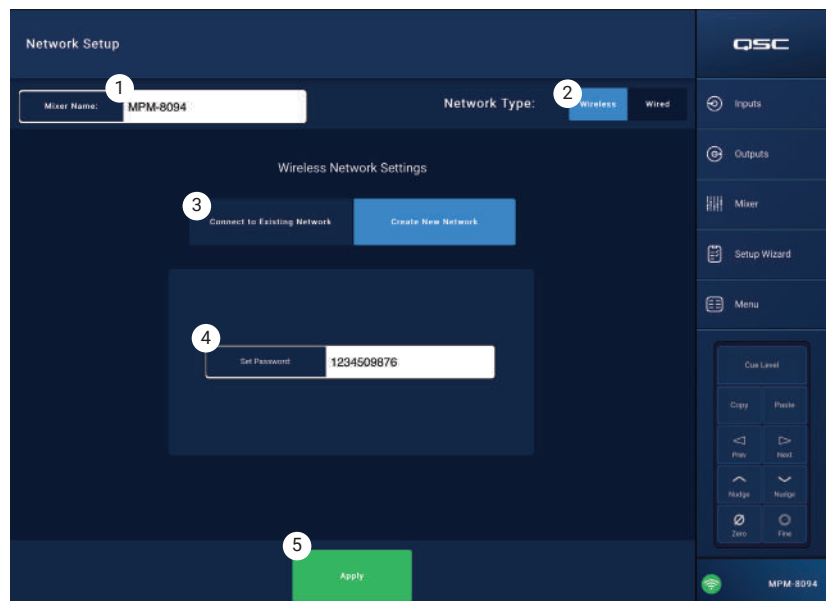 Network Setup
QSC
1
Mixer Name: MPM-8094
Network Type:
2
Wireless Wired
Inputs
Outputs
Mixer
Setup Wizard
Menu
Wireless Network Settings
3
Connect to Existing Network Create New Network
4
Set Password: 1234509876
5
Apply
Cue Level
Copy Paste
Prev Next
Nudge Nudge
Zero Fine
MPM-8094